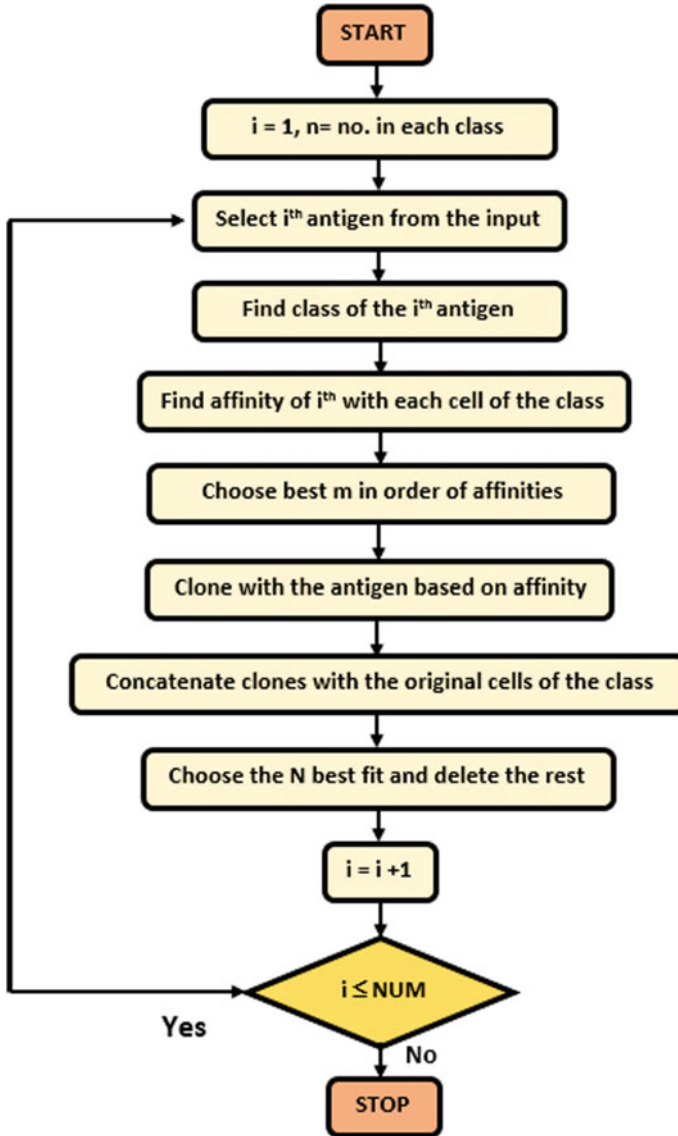 START
i = 1, n= no. in each class
Select iᵗʰ antigen from the input
Find class of the iᵗʰ antigen
Find affinity of iᵗʰ with each cell of the class
Choose best m in order of affinities
Clone with the antigen based on affinity
Concatenate clones with the original cells of the class
Choose the N best fit and delete the rest
i = i +1
i ≤ NUM
Yes
No
STOP